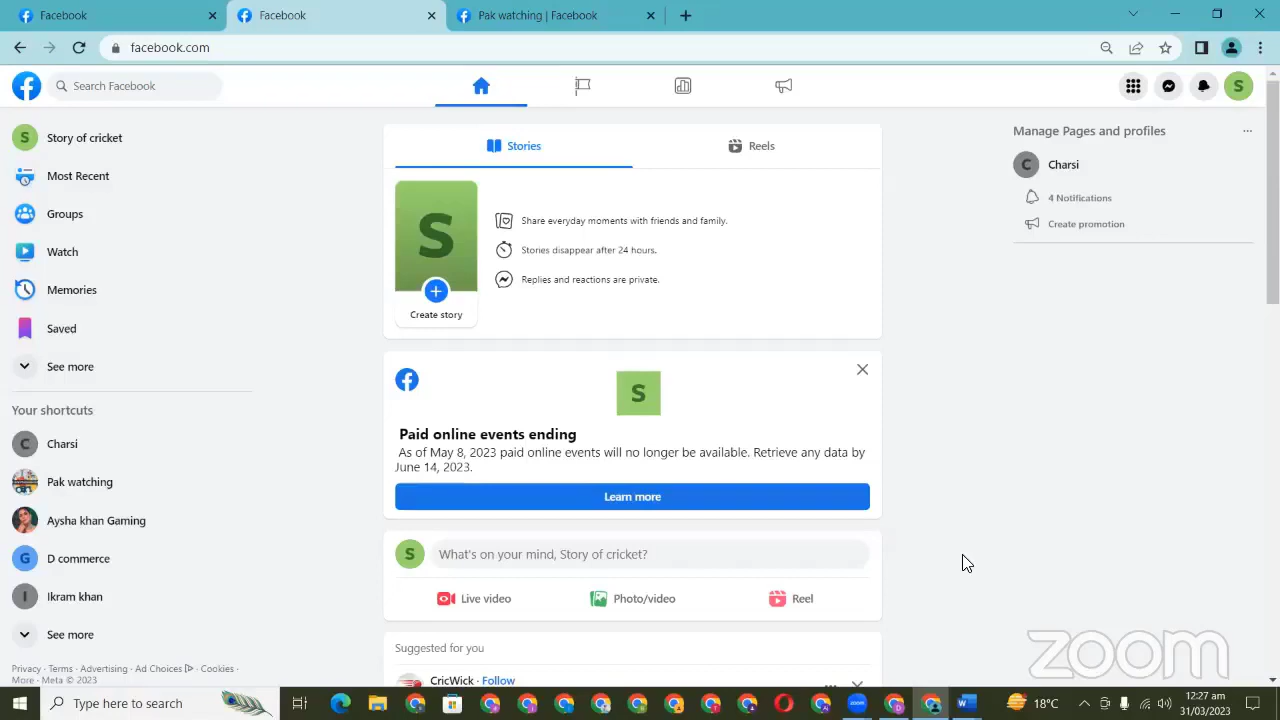 Facebook
Facebook
Pak watching | Facebook
facebook.com
Search Facebook
S
S Story of cricket
Most Recent
Groups
Watch
Memories
Saved
See more
Your shortcuts
C Charsi
Pak watching
Aysha khan Gaming
G D commerce
I Ikram khan
See more
Privacy · Terms · Advertising · Ad Choices · Cookies ·
More · Meta © 2023
Stories
Reels
S
Create story
Share everyday moments with friends and family.
Stories disappear after 24 hours.
Replies and reactions are private.
S
Paid online events ending
As of May 8, 2023 paid online events will no longer be available. Retrieve any data by
June 14, 2023.
Learn more
S What's on your mind, Story of cricket?
Live video
Photo/video
Reel
Suggested for you
CricWick · Follow
Manage Pages and profiles
C Charsi
4 Notifications
Create promotion
zoom
Type here to search
zoom
18°C
12:27 am
31/03/2023